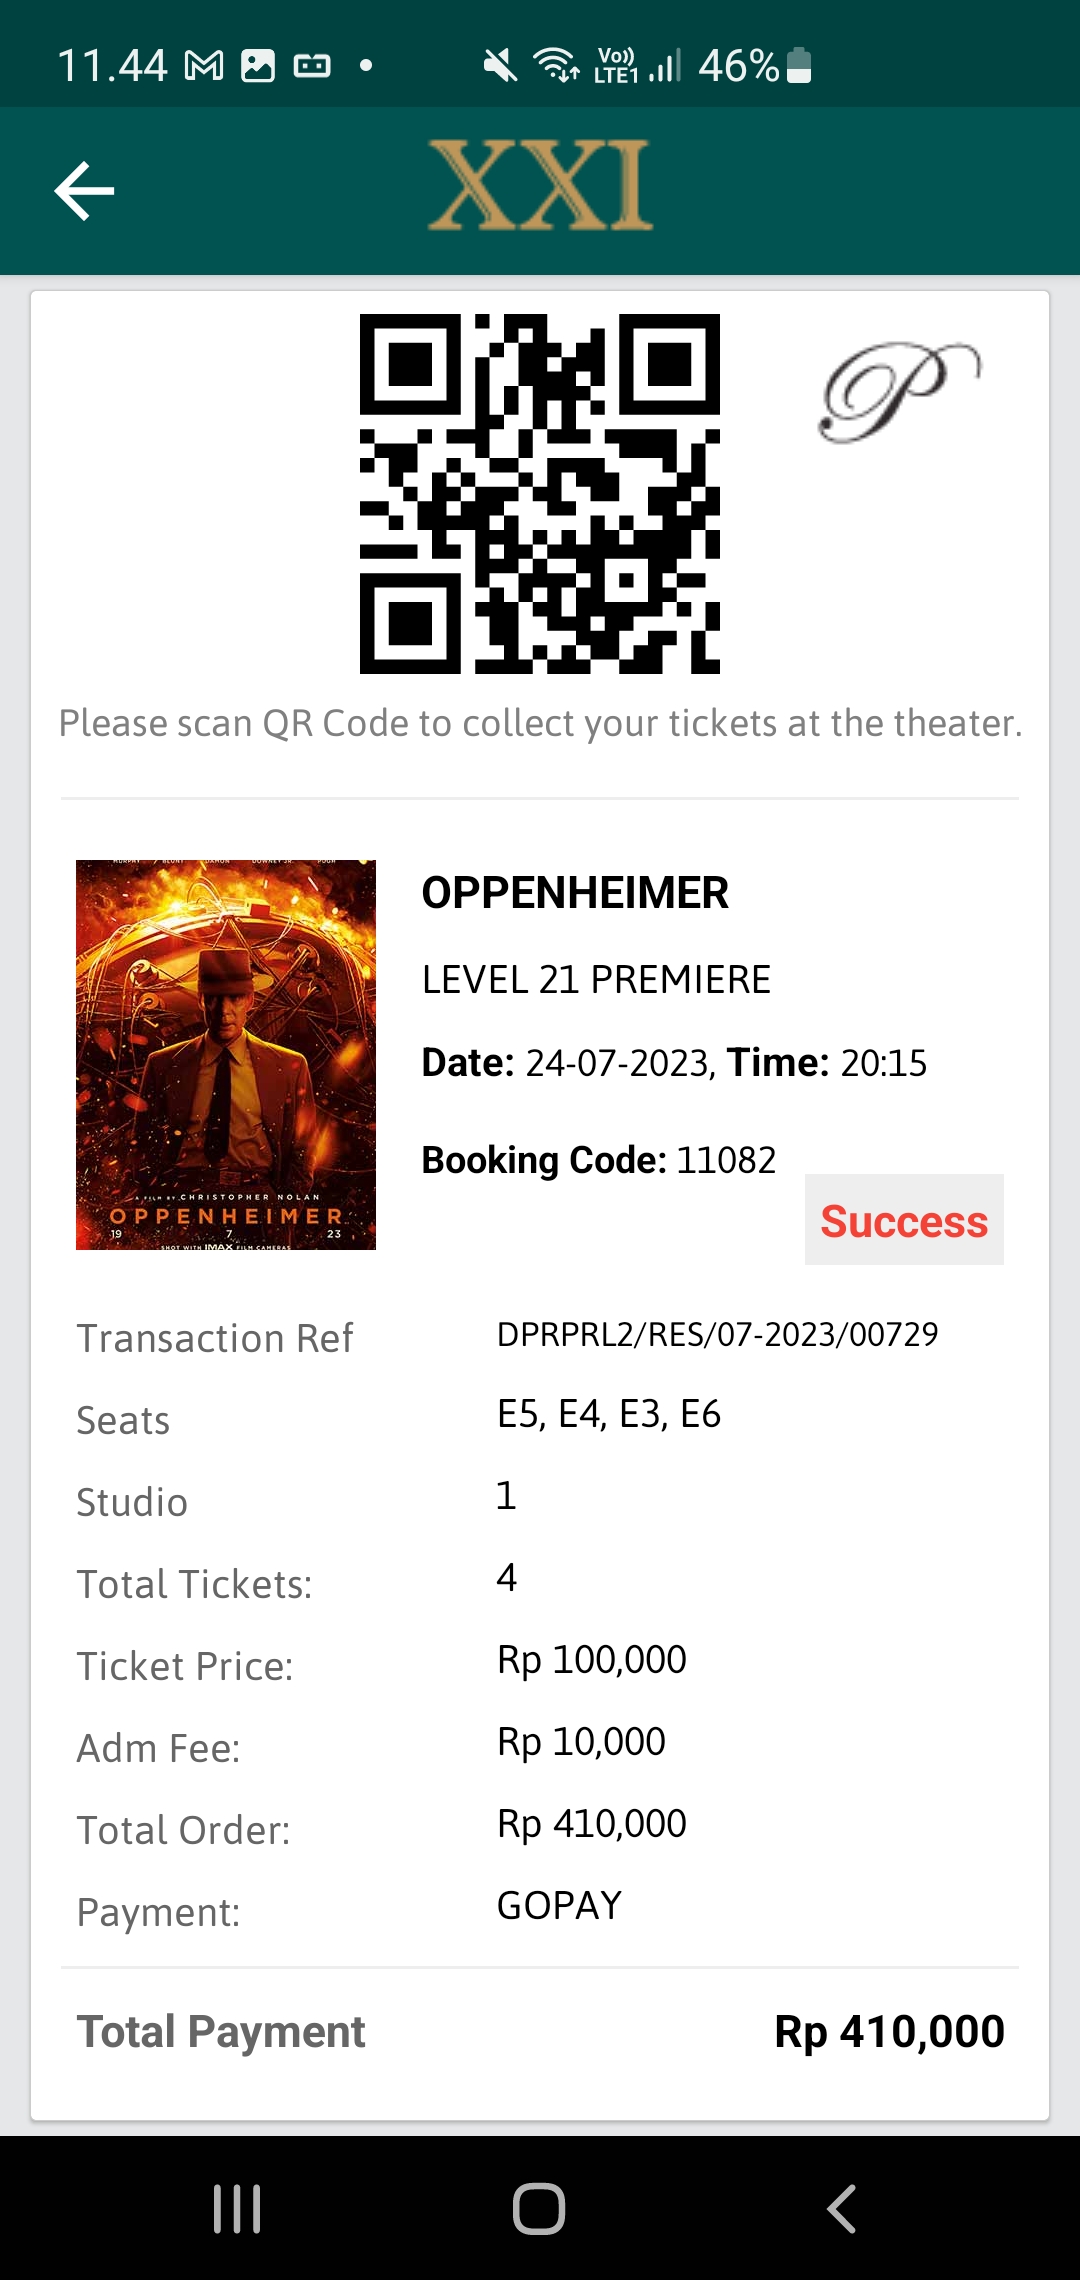 11.44 Vo)) LTE1 46%
XXI
P
Please scan QR Code to collect your tickets at the theater.
MURPHY BLUNT DAMON DOWNEY JR. PUGH
OPPENHEIMER
LEVEL 21 PREMIERE
Date: 24-07-2023, Time: 20:15
Booking Code: 11082
A FILM BY CHRISTOPHER NOLAN
OPPENHEIMER
19 7 23
SHOT WITH IMAX FILM CAMERAS
Success
Transaction Ref DPRPRL2/RES/07-2023/00729
Seats E5, E4, E3, E6
Studio 1
Total Tickets: 4
Ticket Price: Rp 100,000
Adm Fee: Rp 10,000
Total Order: Rp 410,000
Payment: GOPAY
Total Payment Rp 410,000